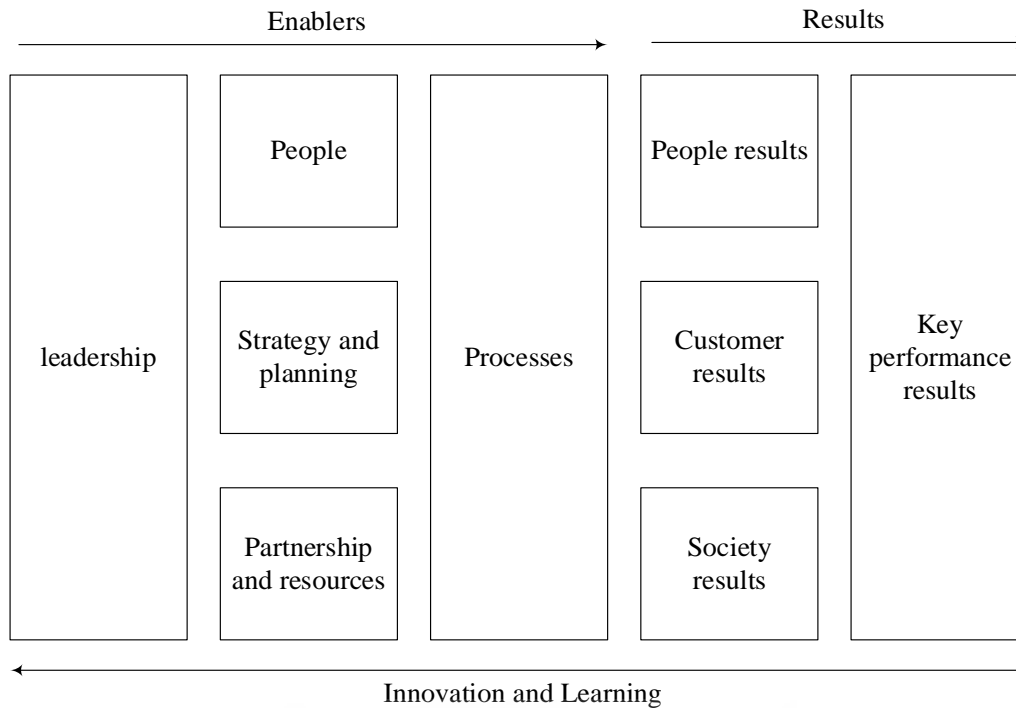 Enablers
Results
leadership
People
Strategy and
planning
Partnership
and resources
Processes
People results
Customer
results
Society
results
Key
performance
results
Innovation and Learning